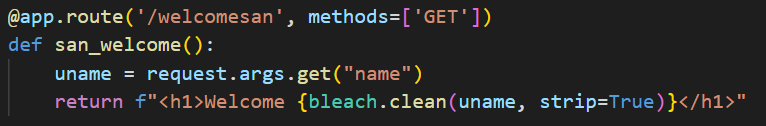 @app.route('/welcomesan', methods=['GET'])
def san_welcome():
    uname = request.args.get("name")
    return f"<h1>Welcome {bleach.clean(uname, strip=True)}</h1>"